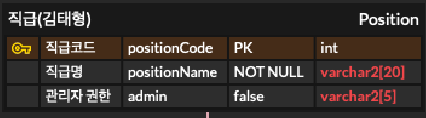 직급(김태형) Position
직급코드 positionCode PK int
직급명 positionName NOT NULL varchar2[20]
관리자 권한 admin false varchar2[5]